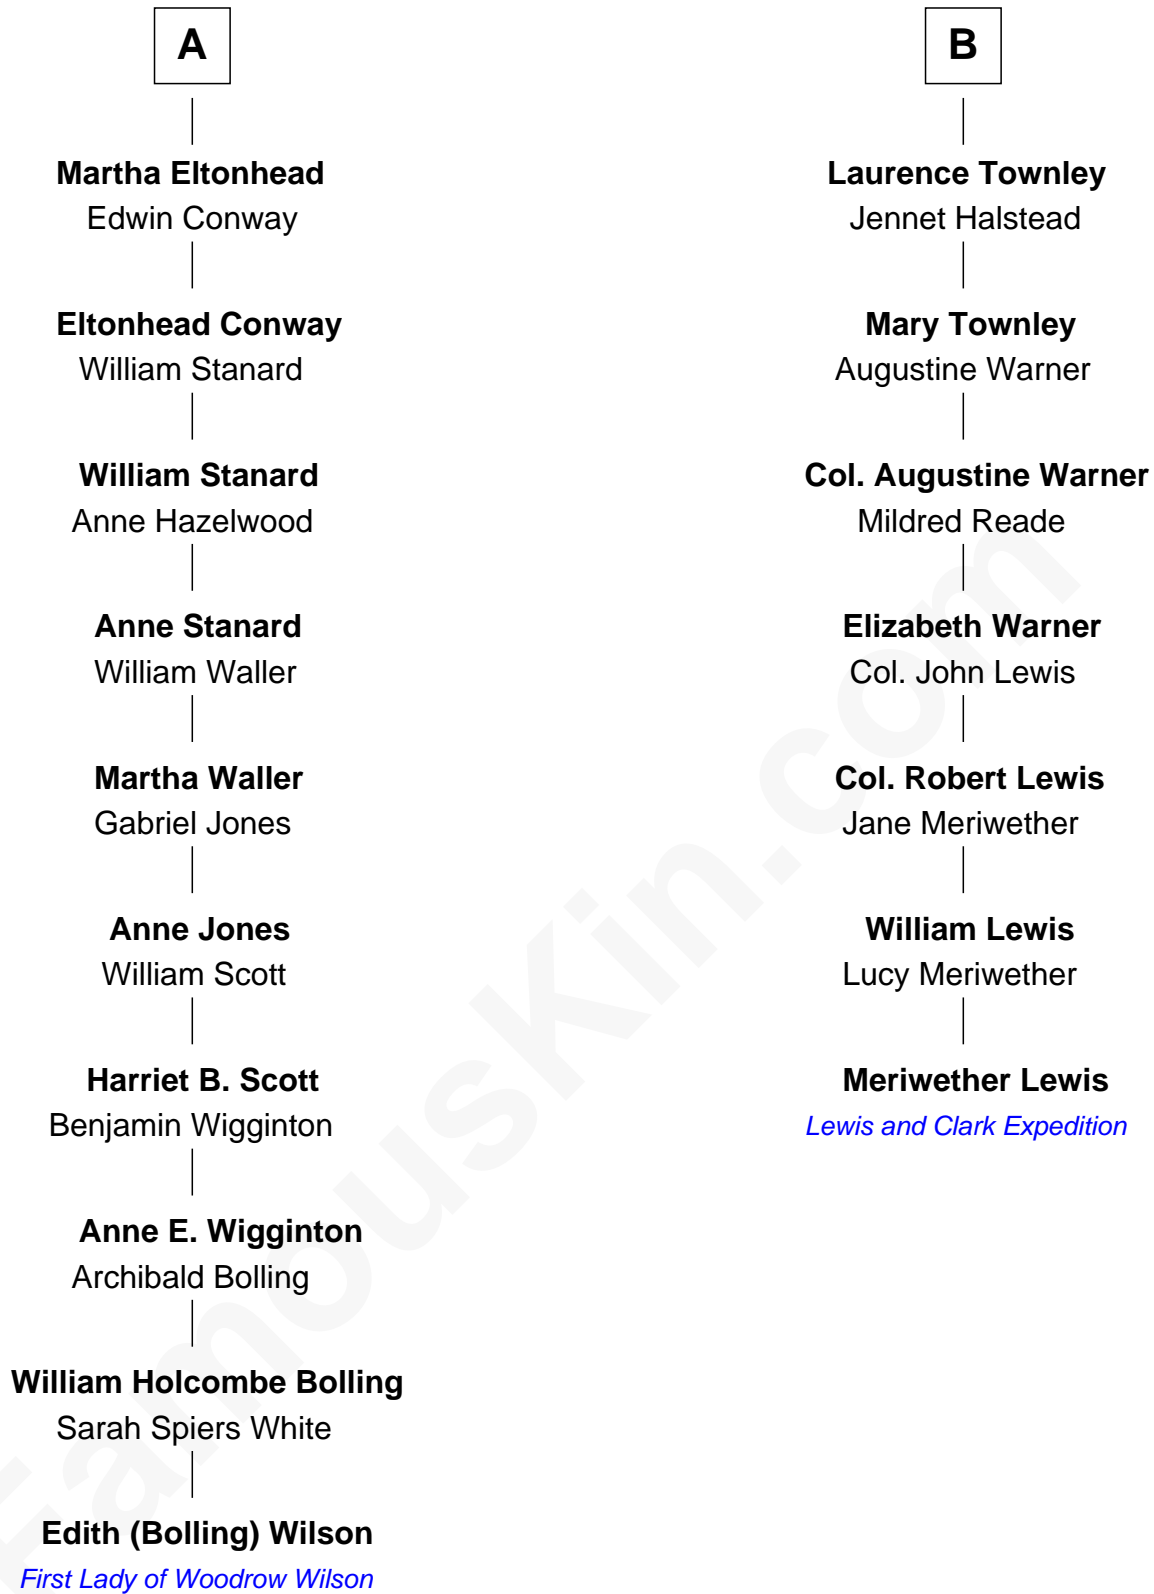 A
Martha Eltonhead
Edwin Conway
Eltonhead Conway
William Stanard
William Stanard
Anne Hazelwood
Anne Stanard
William Waller
Martha Waller
Gabriel Jones
Anne Jones
William Scott
Harriet B. Scott
Benjamin Wigginton
Anne E. Wigginton
Archibald Bolling
William Holcombe Bolling
Sarah Spiers White
Edith (Bolling) Wilson
First Lady of Woodrow Wilson
B
Laurence Townley
Jennet Halstead
Mary Townley
Augustine Warner
Col. Augustine Warner
Mildred Reade
Elizabeth Warner
Col. John Lewis
Col. Robert Lewis
Jane Meriwether
William Lewis
Lucy Meriwether
Meriwether Lewis
Lewis and Clark Expedition
FamousKin.com